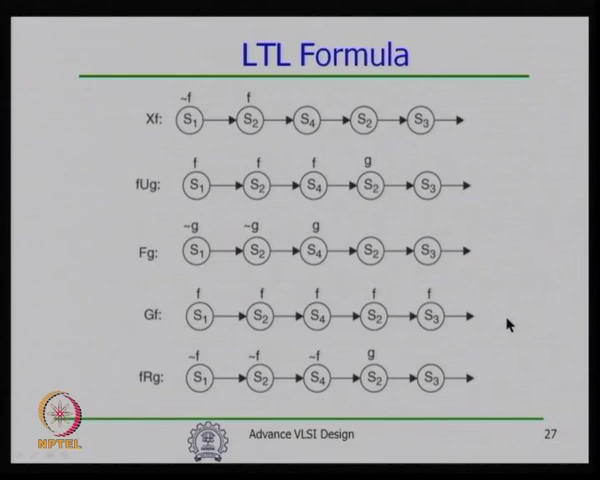 LTL Formula
~f f
Xf: S1 S2 S4 S2 S3
f f f g
fUg: S1 S2 S4 S2 S3
~g ~g g
Fg: S1 S2 S4 S2 S3
f f f f f
Gf: S1 S2 S4 S2 S3
~f ~f ~f g
fRg: S1 S2 S4 S2 S3
NPTEL
Advance VLSI Design
27